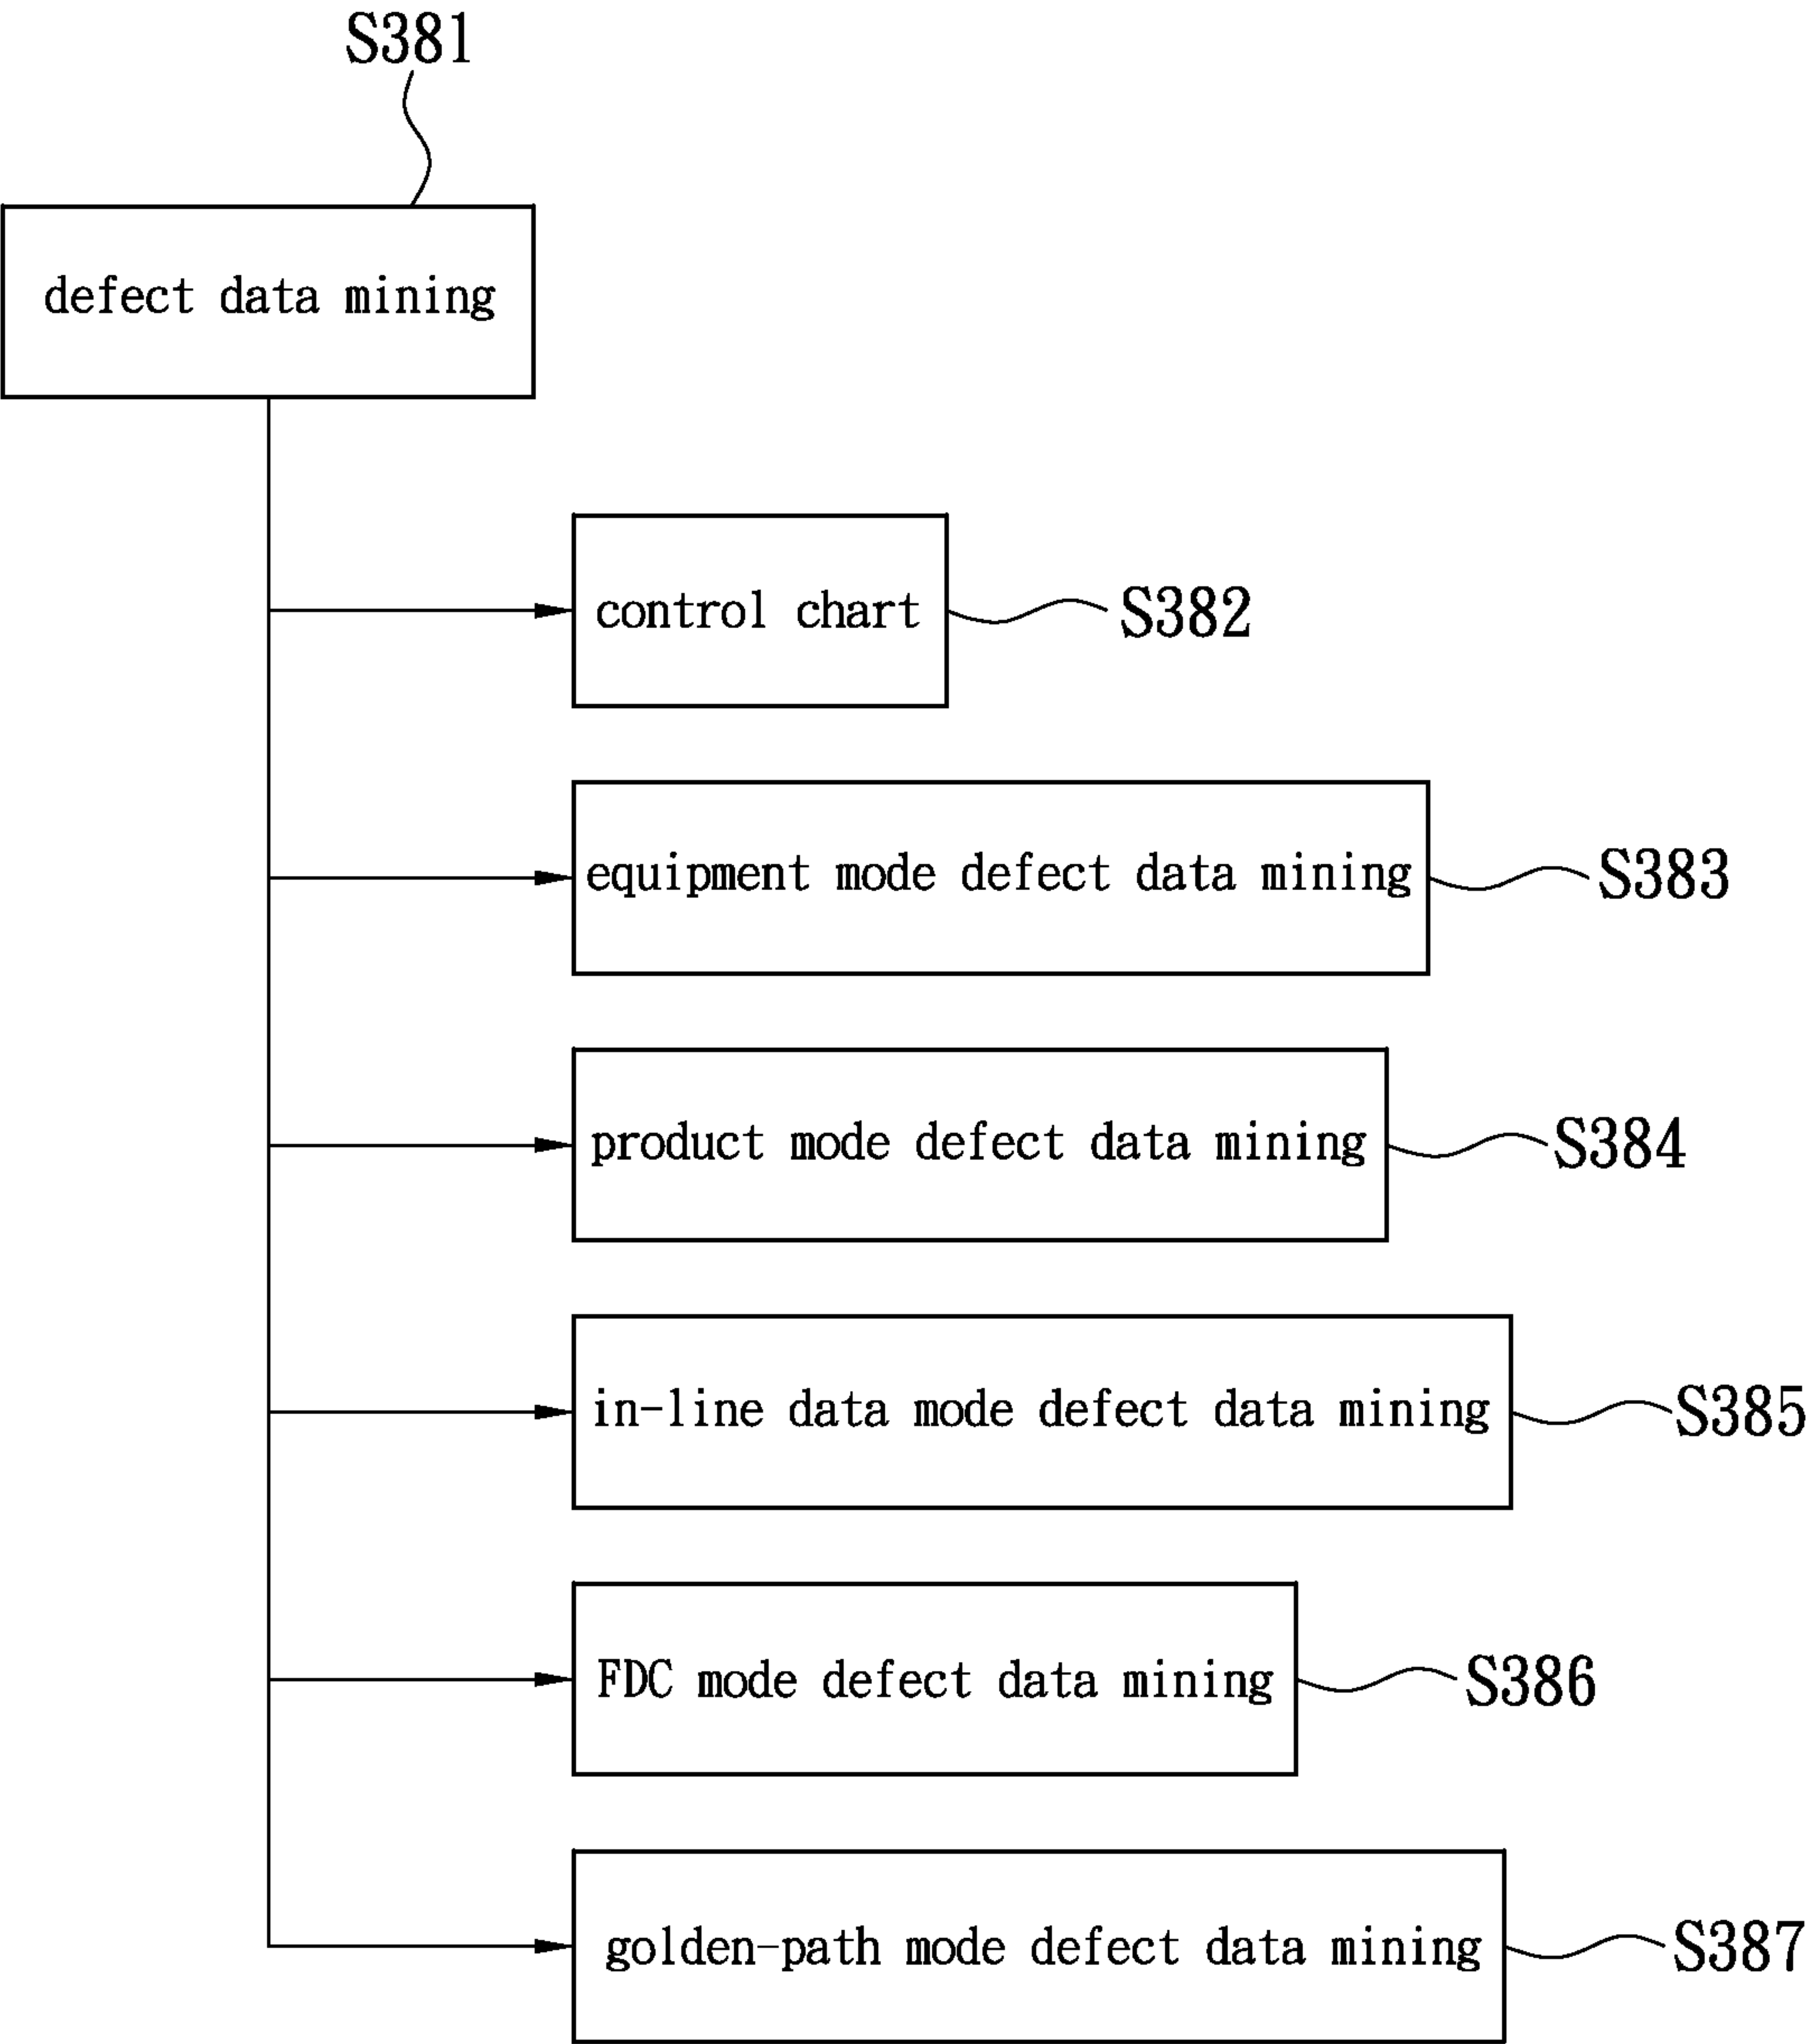 S381
defect data mining
control chart
S382
equipment mode defect data mining
S383
product mode defect data mining
S384
in-line data mode defect data mining
S385
FDC mode defect data mining
S386
golden-path mode defect data mining
S387